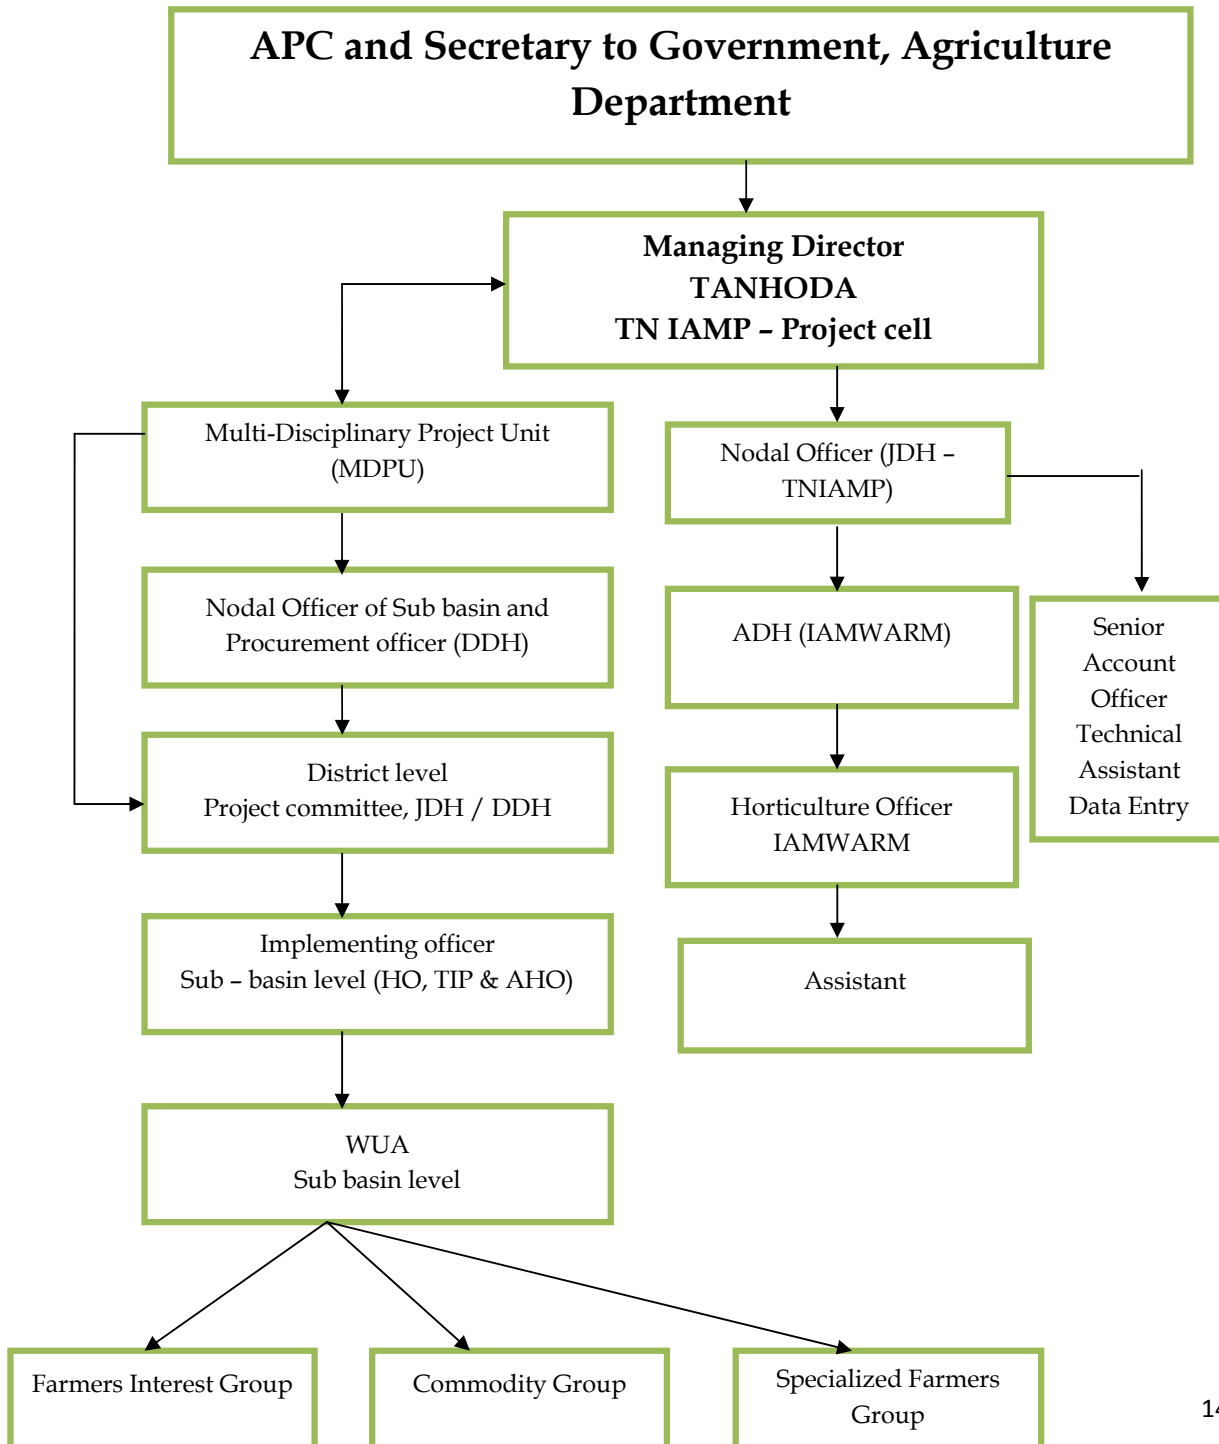 APC and Secretary to Government, Agriculture
Department
Managing Director
TANHODA
TN IAMP – Project cell
Multi-Disciplinary Project Unit
(MDPU)
Nodal Officer (JDH –
TNIAMP)
Nodal Officer of Sub basin and
Procurement officer (DDH)
ADH (IAMWARM)
Senior
Account
Officer
Technical
Assistant
Data Entry
District level
Project committee, JDH / DDH
Horticulture Officer
IAMWARM
Implementing officer
Sub – basin level (HO, TIP & AHO)
Assistant
WUA
Sub basin level
Farmers Interest Group
Commodity Group
Specialized Farmers
Group
14